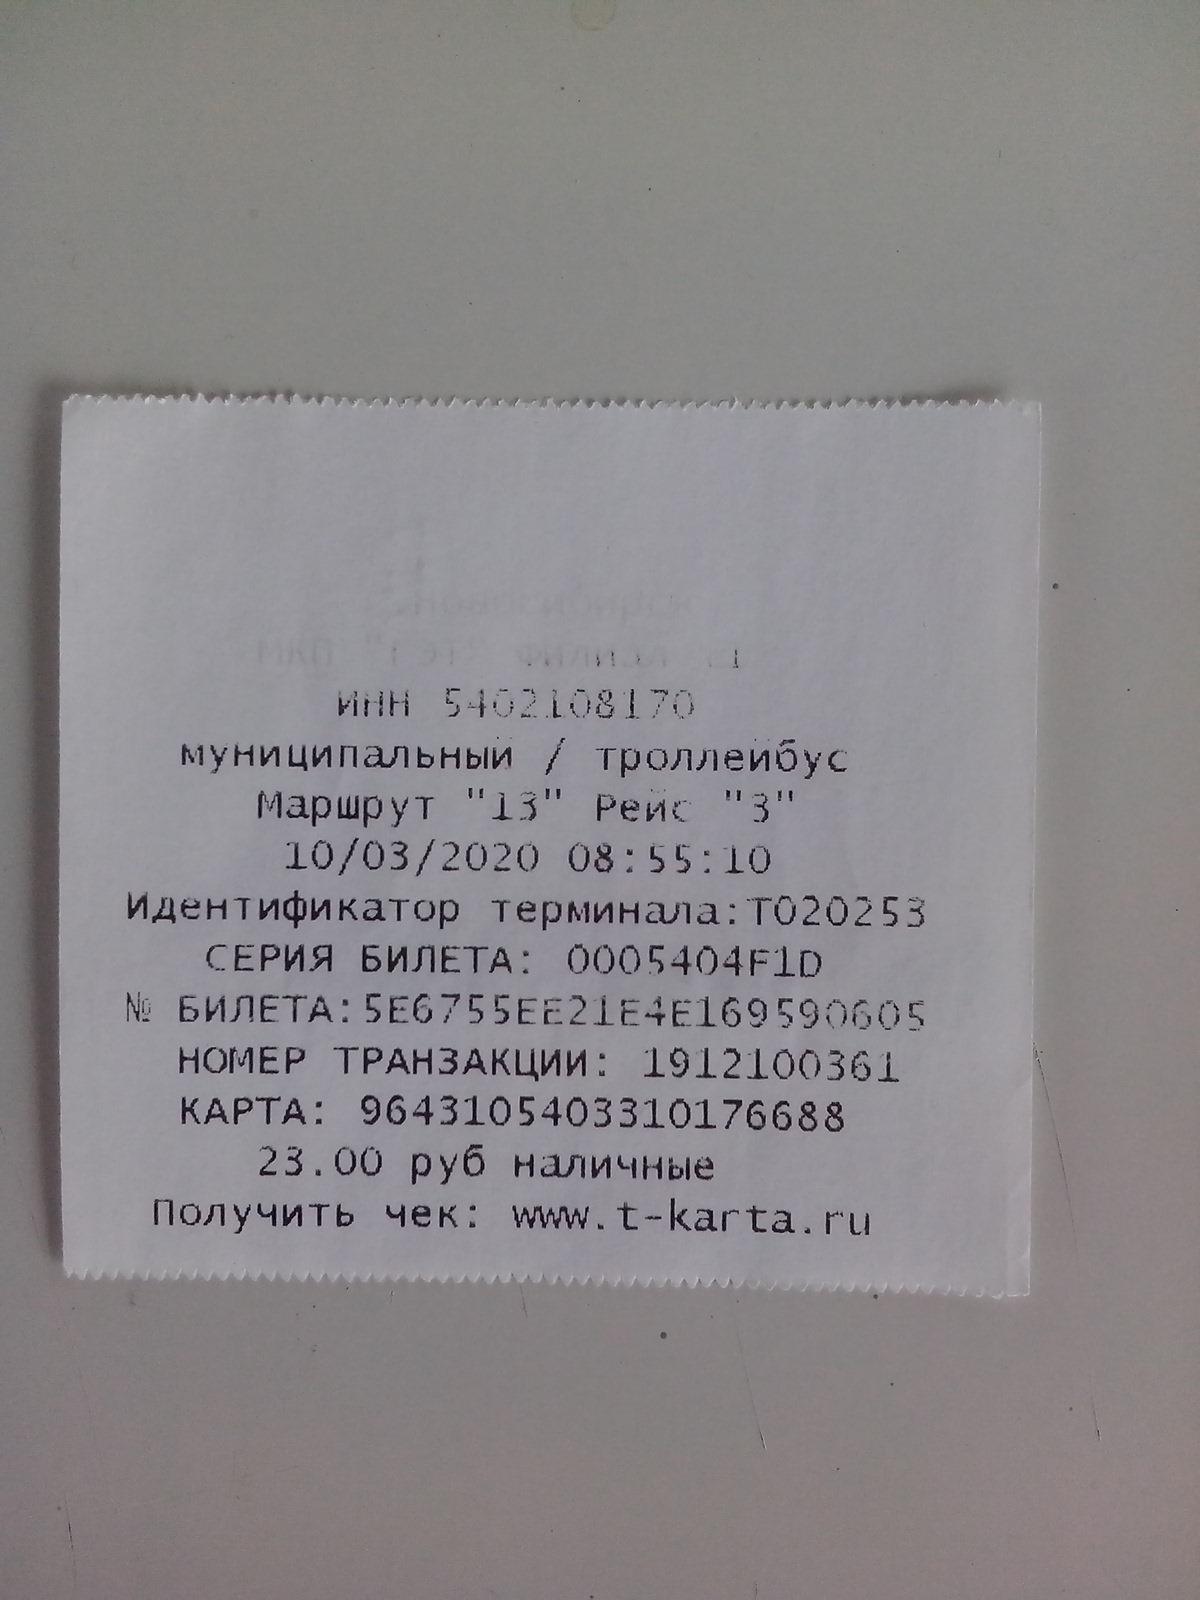 ИНН 5402108170
муниципальный / троллейбус
Маршрут "13" Рейс "3"
10/03/2020 08:55:10
Идентификатор терминала:T020253
СЕРИЯ БИЛЕТА: 0005404F1D
№ БИЛЕТА:5E6755EE21E4E169590605
НОМЕР ТРАНЗАКЦИИ: 1912100361
КАРТА: 9643105403310176688
23.00 руб наличные
Получить чек: www.t-karta.ru